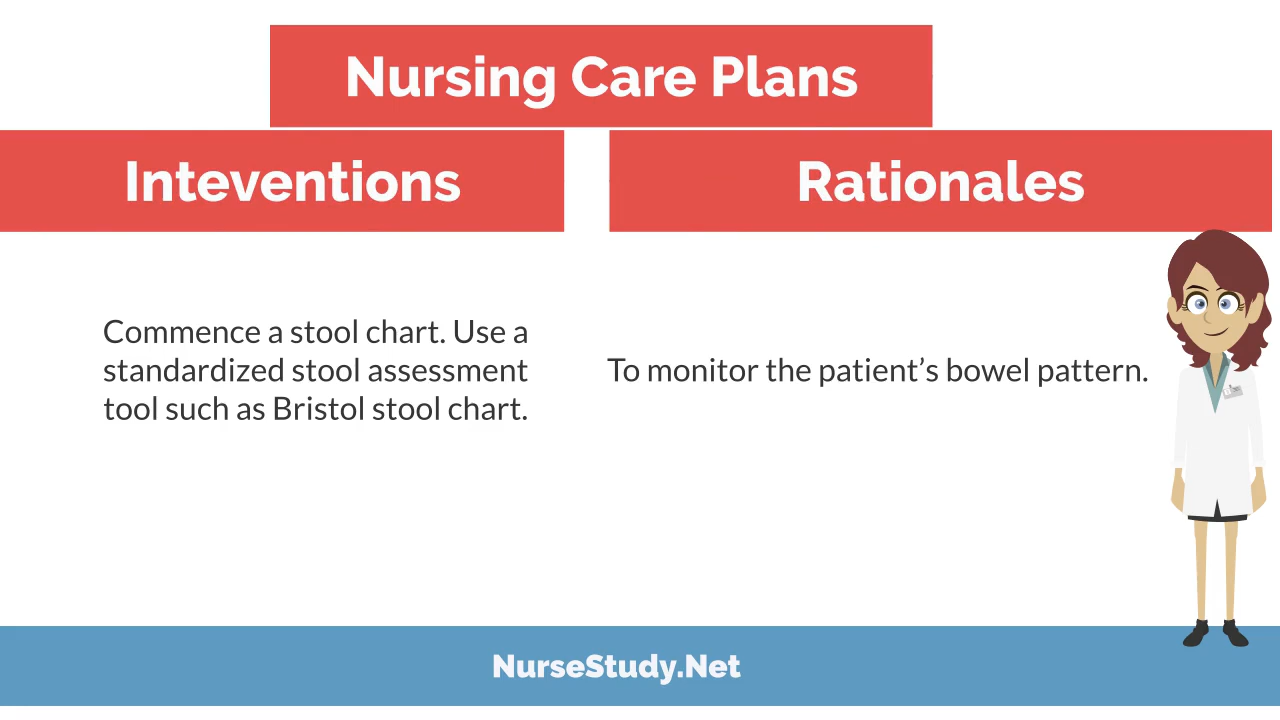 Nursing Care Plans
Inteventions
Rationales
Commence a stool chart. Use a
standardized stool assessment
tool such as Bristol stool chart.
To monitor the patient’s bowel pattern.
NurseStudy.Net